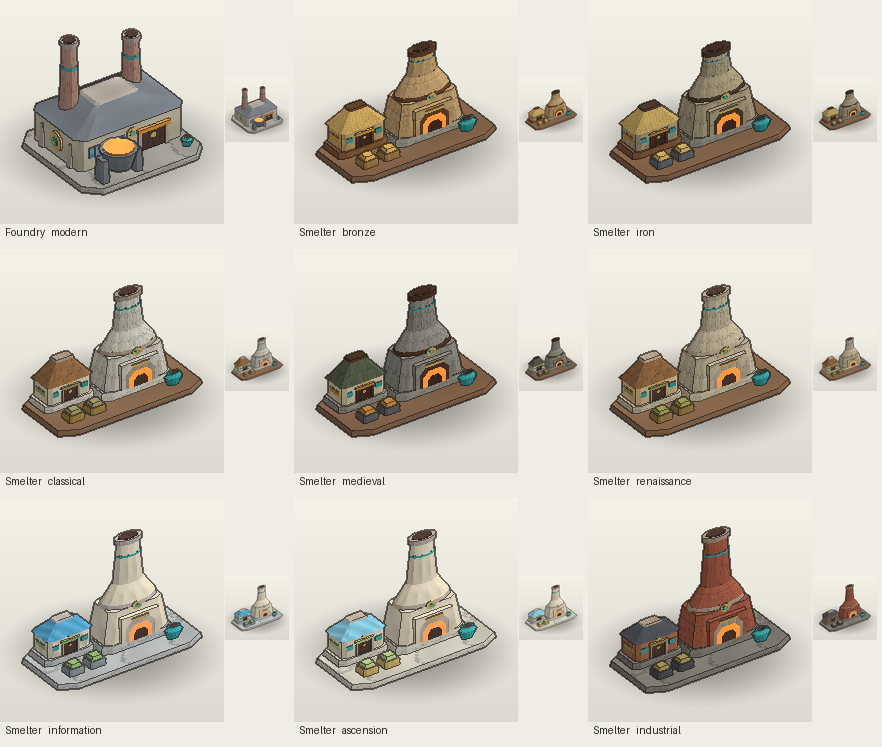 Foundry modern
Smelter bronze
Smelter iron
Smelter classical
Smelter medieval
Smelter renaissance
Smelter information
Smelter ascension
Smelter industrial